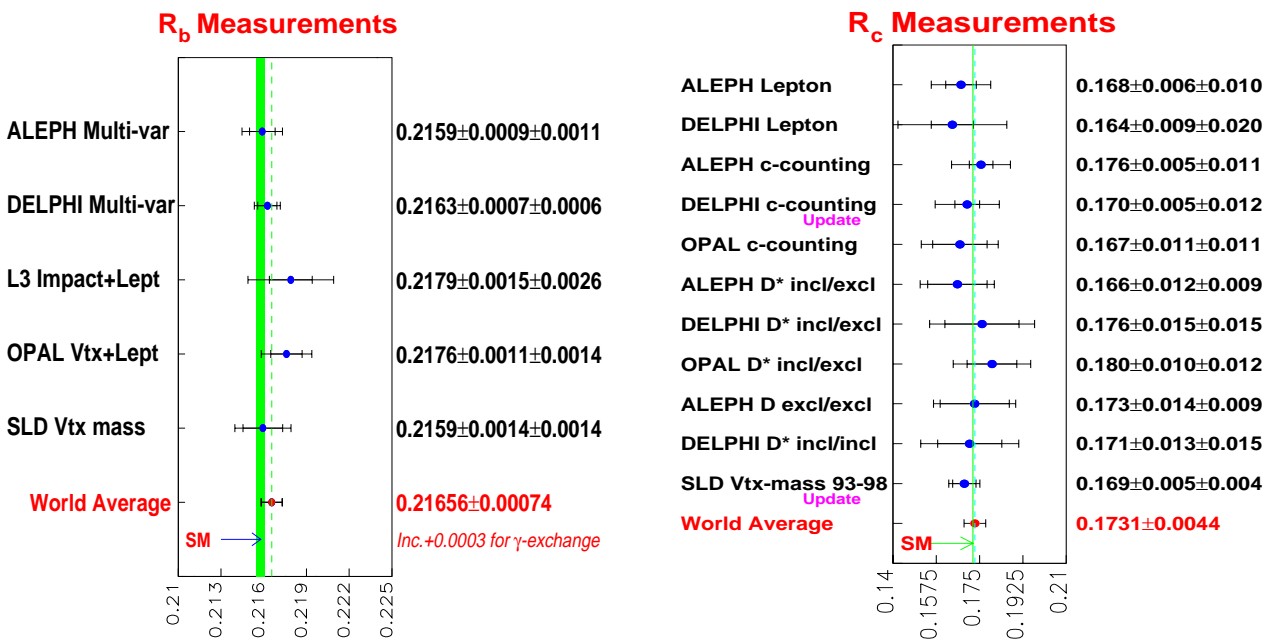 R_b Measurements
ALEPH Multi-var 0.2159±0.0009±0.0011
DELPHI Multi-var 0.2163±0.0007±0.0006
L3 Impact+Lept 0.2179±0.0015±0.0026
OPAL Vtx+Lept 0.2176±0.0011±0.0014
SLD Vtx mass 0.2159±0.0014±0.0014
World Average 0.21656±0.00074
SM Inc.+0.0003 for γ-exchange
0.21 0.213 0.216 0.219 0.222 0.225
R_c Measurements
ALEPH Lepton 0.168±0.006±0.010
DELPHI Lepton 0.164±0.009±0.020
ALEPH c-counting 0.176±0.005±0.011
DELPHI c-counting 0.170±0.005±0.012
Update
OPAL c-counting 0.167±0.011±0.011
ALEPH D* incl/excl 0.166±0.012±0.009
DELPHI D* incl/excl 0.176±0.015±0.015
OPAL D* incl/excl 0.180±0.010±0.012
ALEPH D excl/excl 0.173±0.014±0.009
DELPHI D* incl/incl 0.171±0.013±0.015
SLD Vtx-mass 93-98 0.169±0.005±0.004
Update
World Average 0.1731±0.0044
SM
0.14 0.1575 0.175 0.1925 0.21